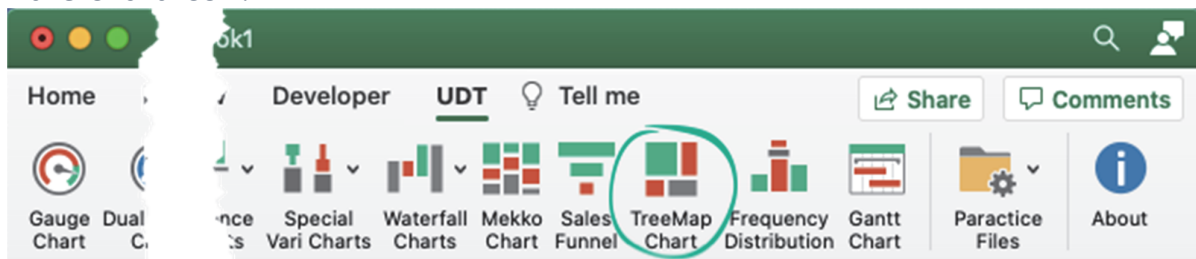 ok1
Home
Developer
UDT
Tell me
Share
Comments
Gauge Chart
Dual
Special Vari Charts
Waterfall Charts
Mekko Chart
Sales Funnel
TreeMap Chart
Frequency Distribution
Gantt Chart
Paractice Files
About